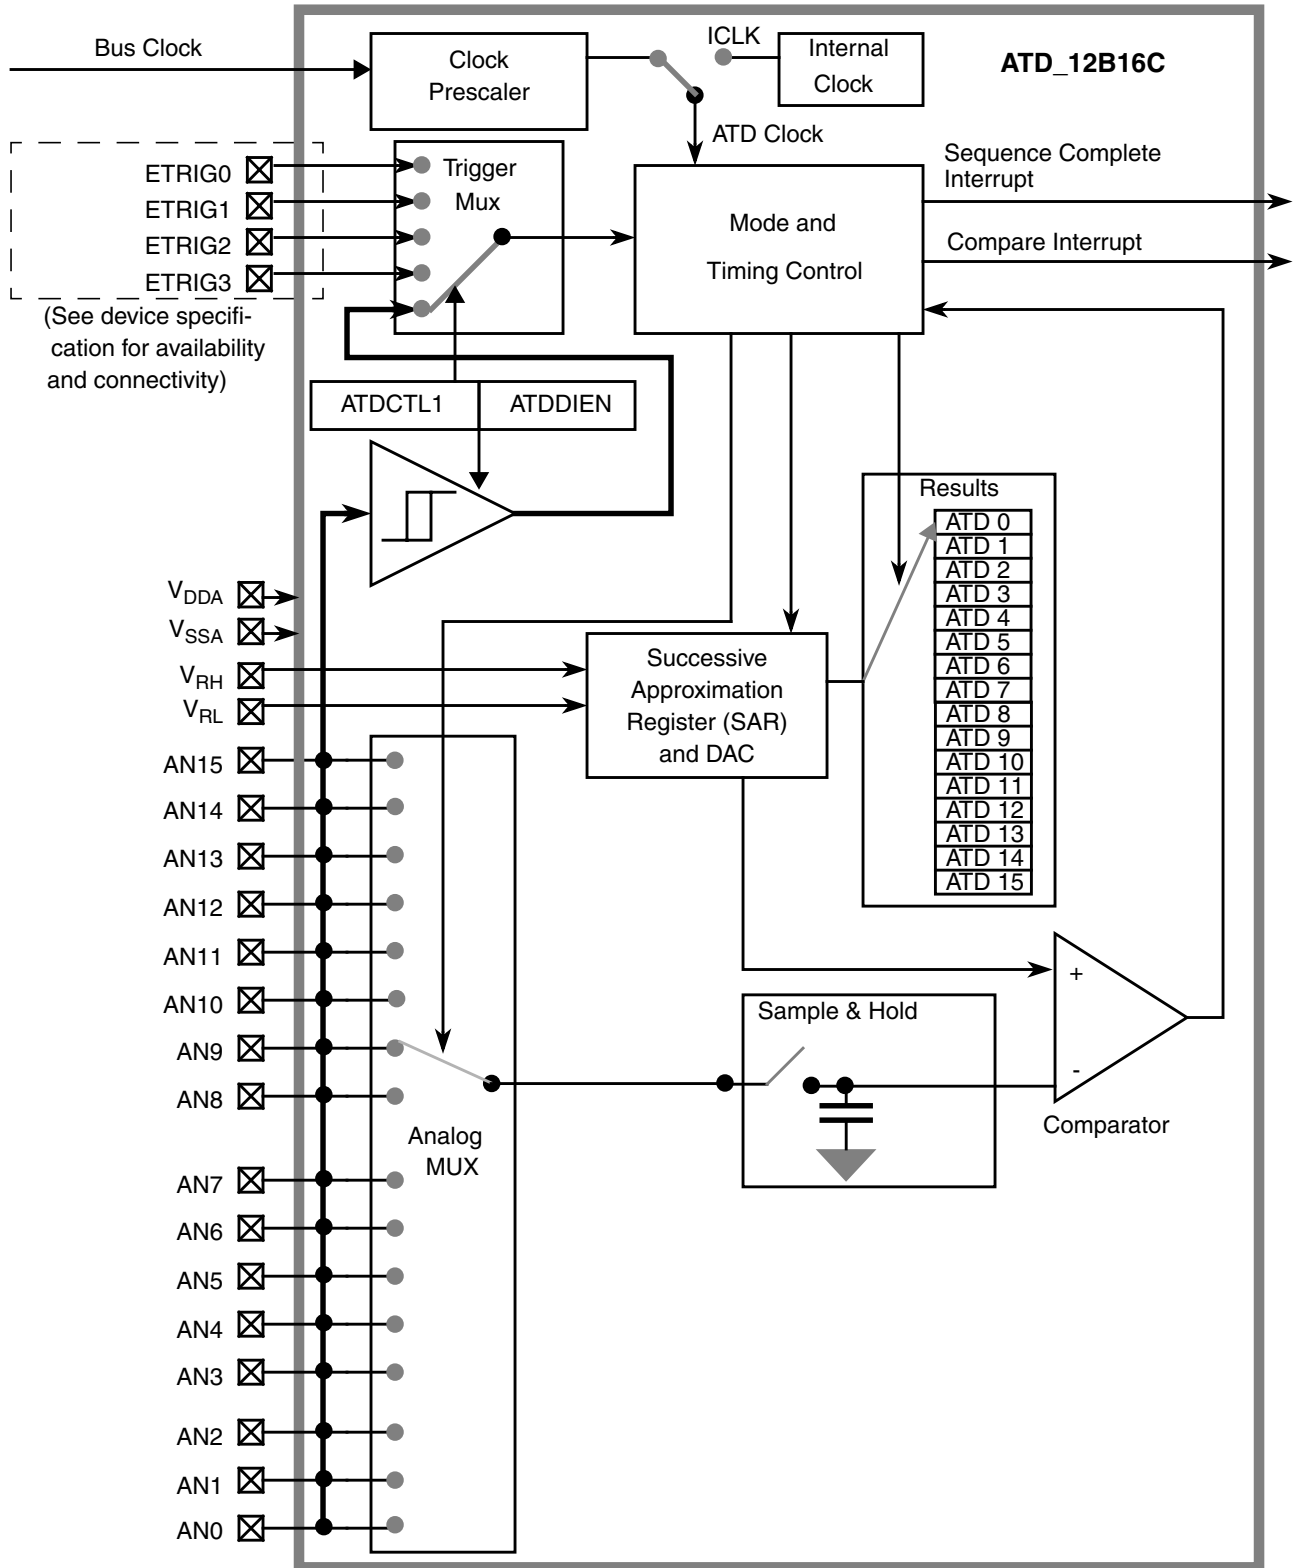 Bus Clock
Clock
Prescaler
ICLK
Internal
Clock
ATD_12B16C
ATD Clock
ETRIG0
ETRIG1
ETRIG2
ETRIG3
(See device specifi-
cation for availability
and connectivity)
Trigger
Mux
Mode and
Timing Control
Sequence Complete
Interrupt
Compare Interrupt
ATDCTL1
ATDDIEN
Results
ATD 0
ATD 1
ATD 2
ATD 3
ATD 4
ATD 5
ATD 6
ATD 7
ATD 8
ATD 9
ATD 10
ATD 11
ATD 12
ATD 13
ATD 14
ATD 15
VDDA
VSSA
VRH
VRL
Successive
Approximation
Register (SAR)
and DAC
AN15
AN14
AN13
AN12
AN11
AN10
AN9
AN8
AN7
AN6
AN5
AN4
AN3
AN2
AN1
AN0
Analog
MUX
Sample & Hold
+
-
Comparator